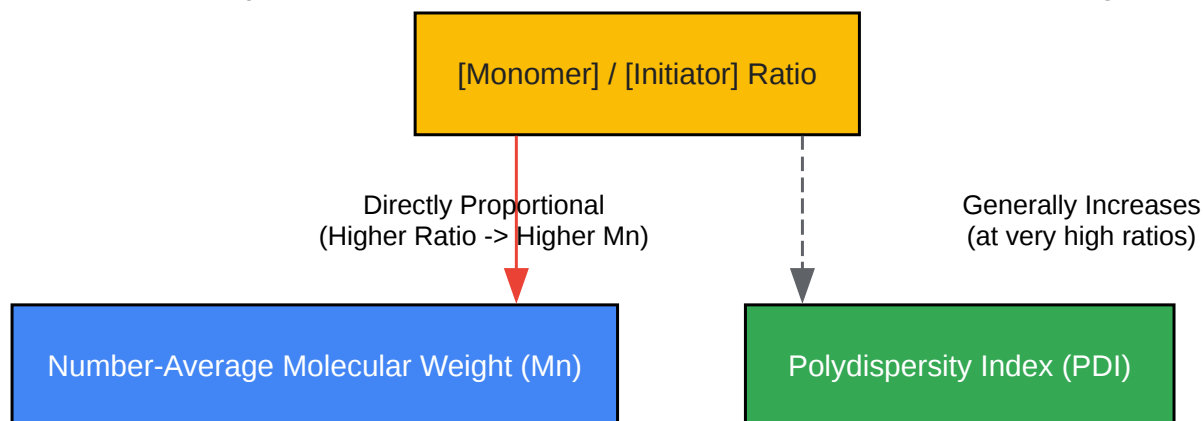 [Monomer] / [Initiator] Ratio
Directly Proportional
(Higher Ratio -> Higher Mn)
Generally Increases
(at very high ratios)
Number-Average Molecular Weight (Mn)
Polydispersity Index (PDI)